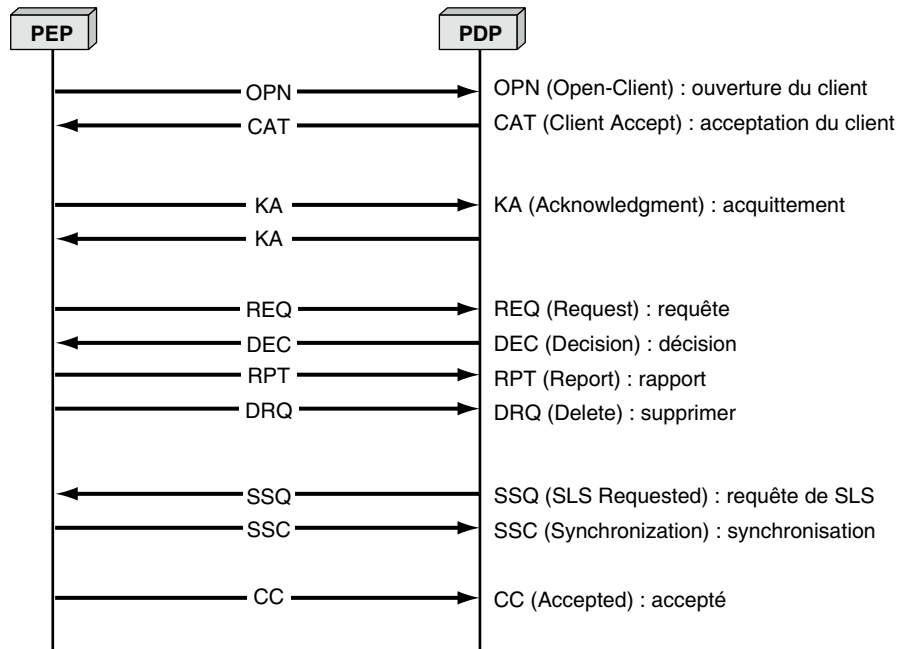 PEP PDP
OPN OPN (Open-Client) : ouverture du client
CAT CAT (Client Accept) : acceptation du client
KA KA (Acknowledgment) : acquittement
KA
REQ REQ (Request) : requête
DEC DEC (Decision) : décision
RPT RPT (Report) : rapport
DRQ DRQ (Delete) : supprimer
SSQ SSQ (SLS Requested) : requête de SLS
SSC SSC (Synchronization) : synchronisation
CC CC (Accepted) : accepté